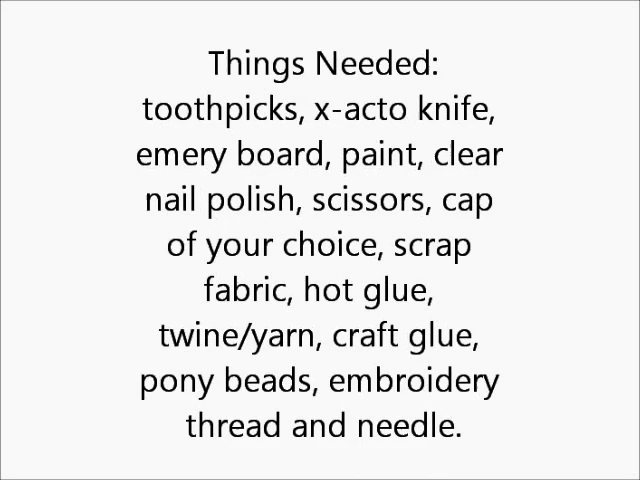 Things Needed:
toothpicks, x-acto knife,
emery board, paint, clear
nail polish, scissors, cap
of your choice, scrap
fabric, hot glue,
twine/yarn, craft glue,
pony beads, embroidery
thread and needle.